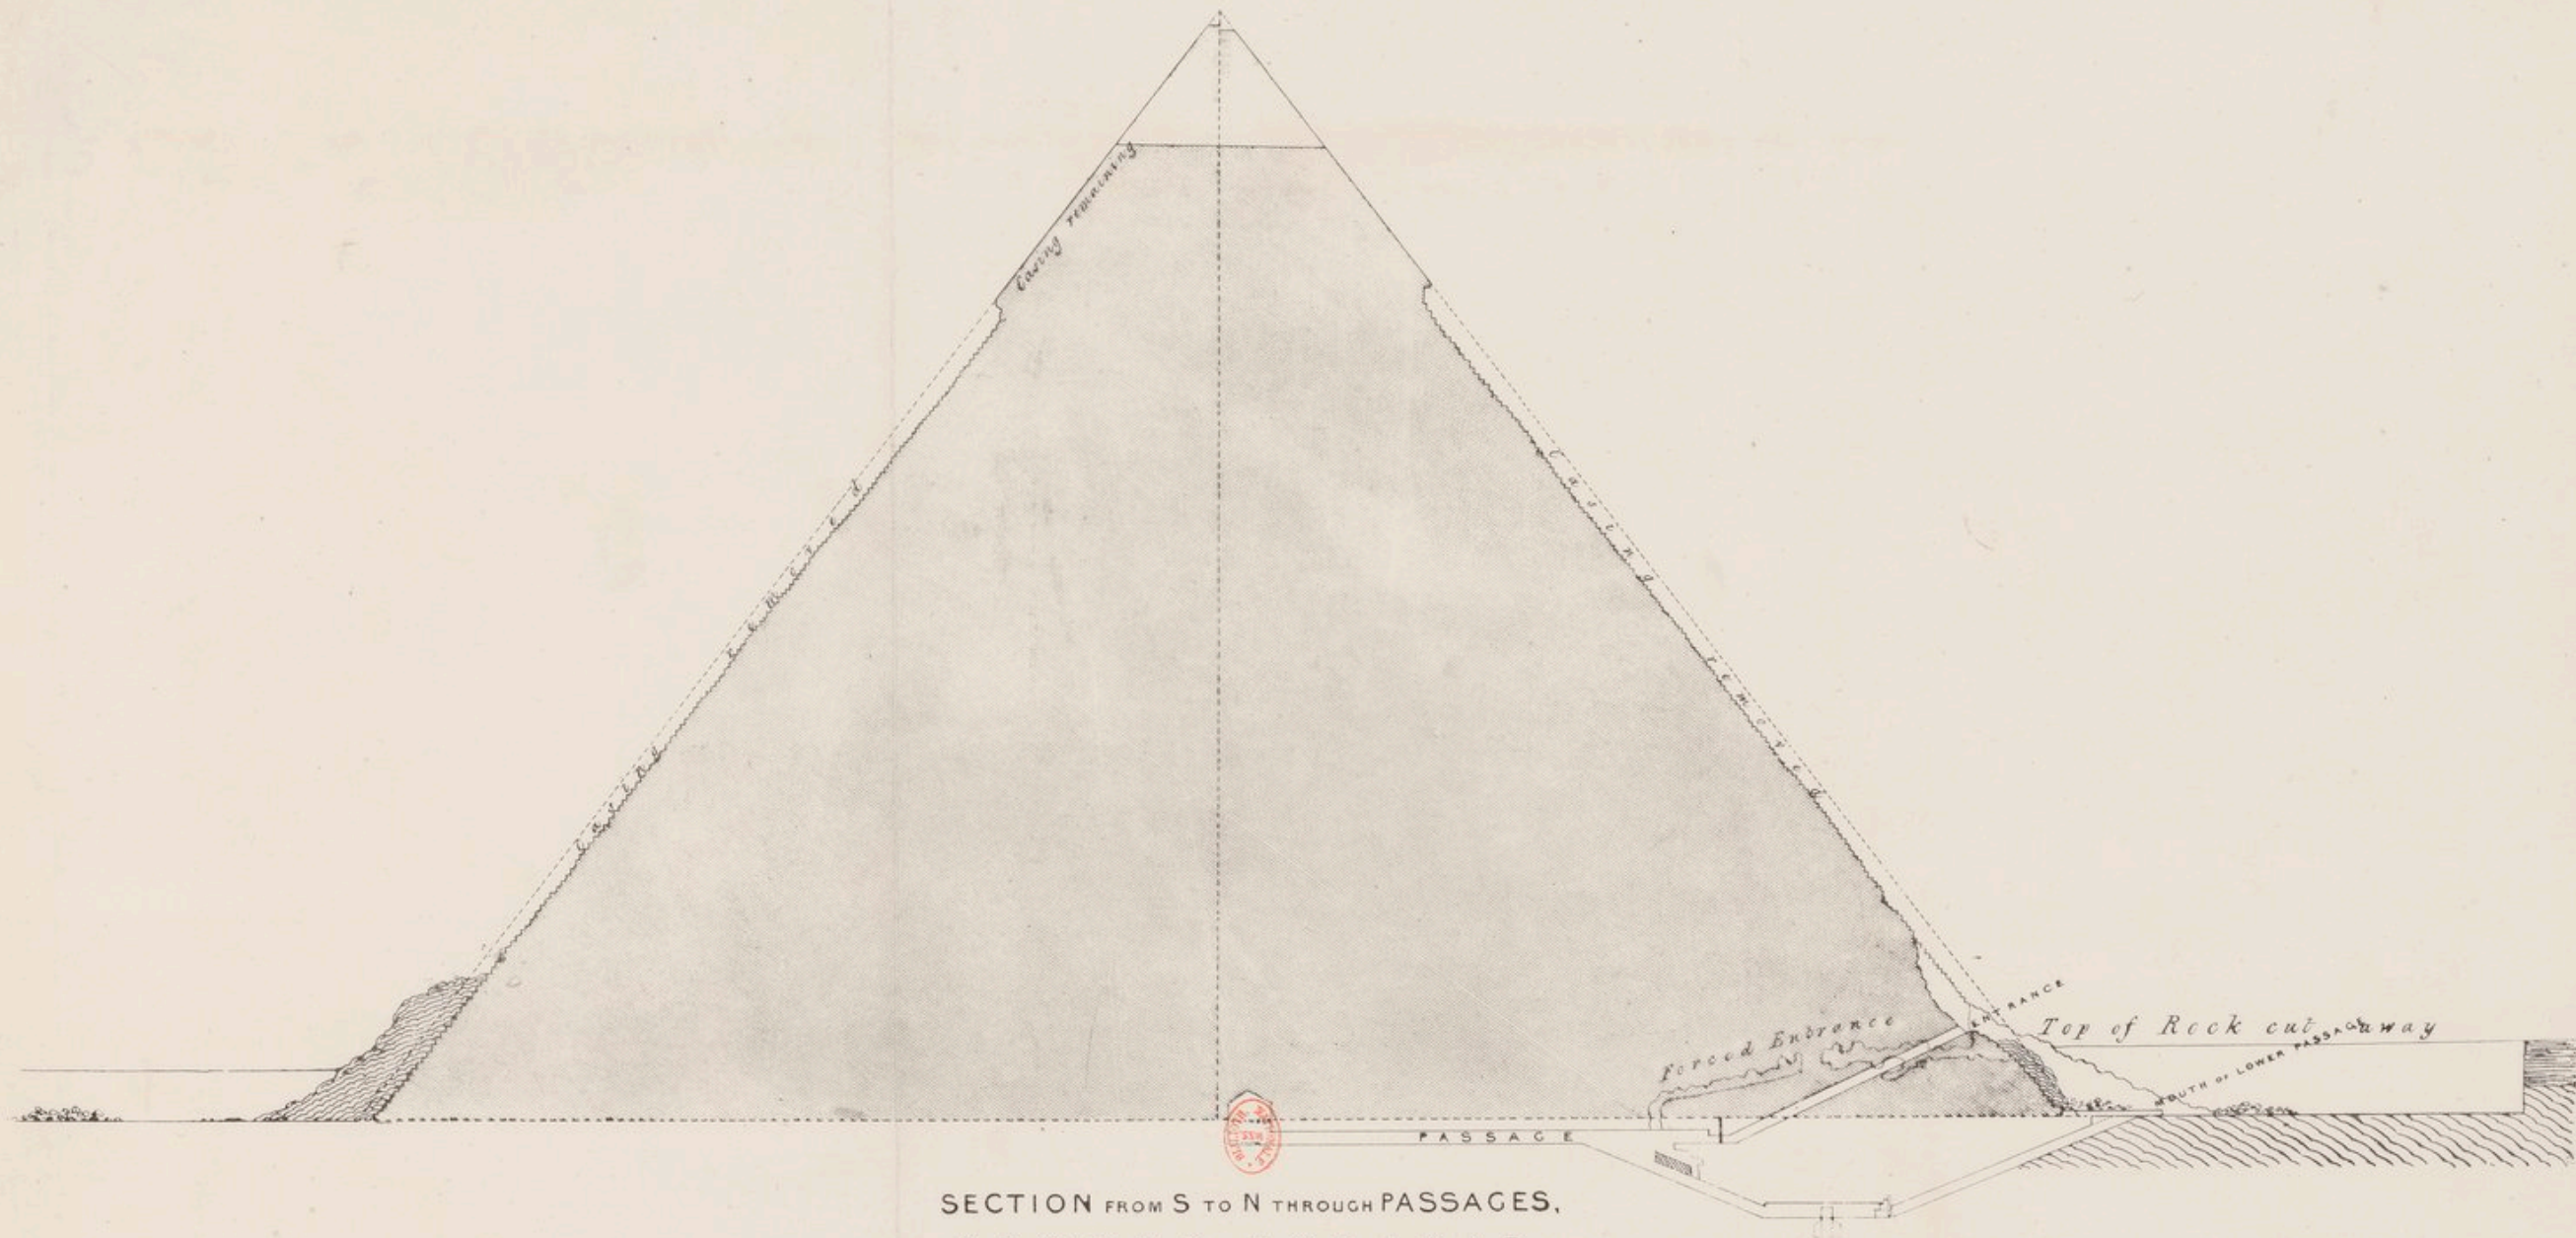 Casing remaining
Casing removed
Casing removed
ENTRANCE
Forced Entrance
Top of Rock cut away
MOUTH OF LOWER PASSAGE
PASSAGE
SECTION FROM S TO N THROUGH PASSAGES,